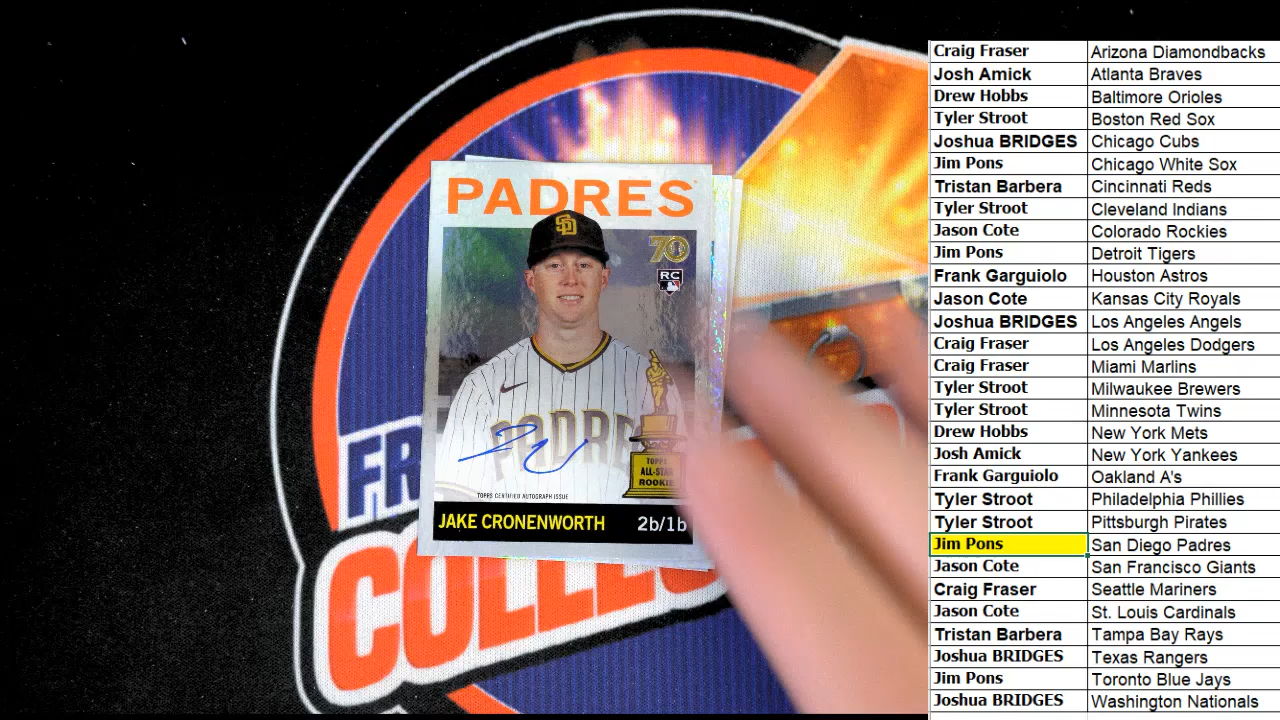 PADRES
SD
70
RC
PADRE
TOPPS
ALL-STAR
ROOKIE
TOPPS CERTIFIED AUTOGRAPH ISSUE
JAKE CRONENWORTH 2b/1b
FR
COLLEC
Craig Fraser Arizona Diamondbacks
Josh Amick Atlanta Braves
Drew Hobbs Baltimore Orioles
Tyler Stroot Boston Red Sox
Joshua BRIDGES Chicago Cubs
Jim Pons Chicago White Sox
Tristan Barbera Cincinnati Reds
Tyler Stroot Cleveland Indians
Jason Cote Colorado Rockies
Jim Pons Detroit Tigers
Frank Garguiolo Houston Astros
Jason Cote Kansas City Royals
Joshua BRIDGES Los Angeles Angels
Craig Fraser Los Angeles Dodgers
Craig Fraser Miami Marlins
Tyler Stroot Milwaukee Brewers
Tyler Stroot Minnesota Twins
Drew Hobbs New York Mets
Josh Amick New York Yankees
Frank Garguiolo Oakland A's
Tyler Stroot Philadelphia Phillies
Tyler Stroot Pittsburgh Pirates
Jim Pons San Diego Padres
Jason Cote San Francisco Giants
Craig Fraser Seattle Mariners
Jason Cote St. Louis Cardinals
Tristan Barbera Tampa Bay Rays
Joshua BRIDGES Texas Rangers
Jim Pons Toronto Blue Jays
Joshua BRIDGES Washington Nationals